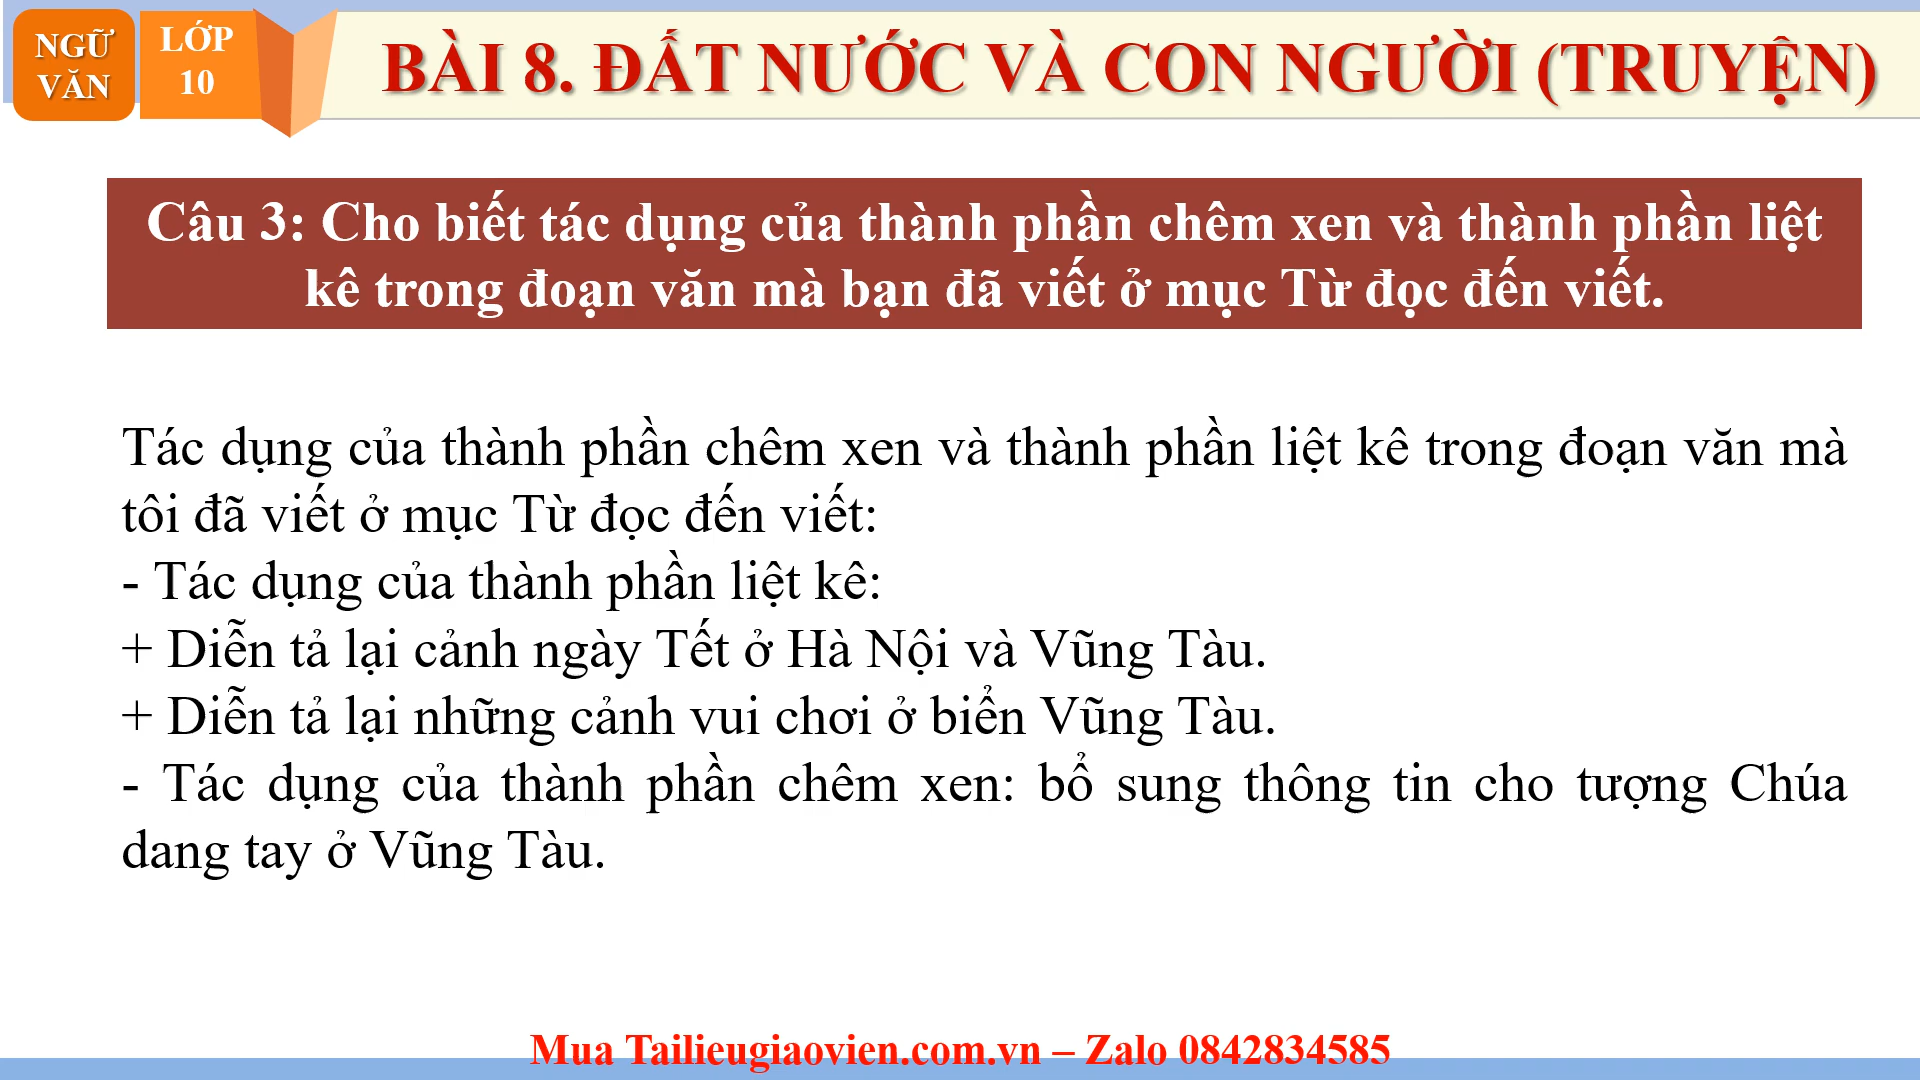 NGỮ
VĂN
LỚP
10
BÀI 8. ĐẤT NƯỚC VÀ CON NGƯỜI (TRUYỆN)
Câu 3: Cho biết tác dụng của thành phần chêm xen và thành phần liệt
kê trong đoạn văn mà bạn đã viết ở mục Từ đọc đến viết.
Tác dụng của thành phần chêm xen và thành phần liệt kê trong đoạn văn mà
tôi đã viết ở mục Từ đọc đến viết:
- Tác dụng của thành phần liệt kê:
+ Diễn tả lại cảnh ngày Tết ở Hà Nội và Vũng Tàu.
+ Diễn tả lại những cảnh vui chơi ở biển Vũng Tàu.
- Tác dụng của thành phần chêm xen: bổ sung thông tin cho tượng Chúa
dang tay ở Vũng Tàu.
Mua Tailieugiaovien.com.vn – Zalo 0842834585